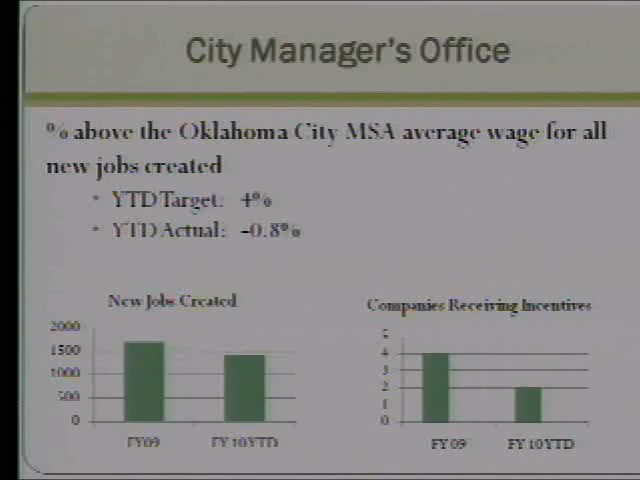 City Manager's Office
% above the Oklahoma City MSA average wage for all
new jobs created
• YTD Target: 4%
• YTD Actual: -0.8%
New Jobs Created
2000
1500
1000
500
0
FY09
FY 10 YTD
Companies Receiving Incentives
5
4
3
2
1
0
FY 09
FY 10 YTD